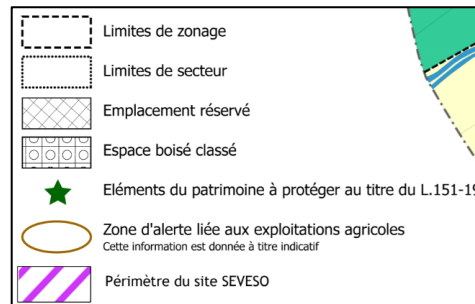 Limites de zonage
Limites de secteur
Emplacement réservé
Espace boisé classé
Eléments du patrimoine à protéger au titre du L.151-19
Zone d'alerte liée aux exploitations agricoles
Cette information est donnée à titre indicatif
Périmètre du site SEVESO